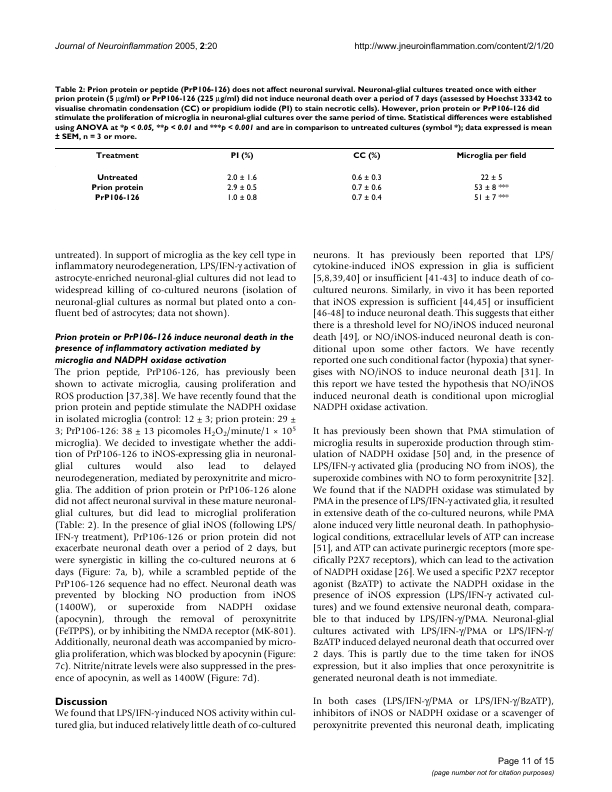 Journal of Neuroinflammation 2005, 2:20
http://www.jneuroinflammation.com/content/2/1/20
Table 2: Prion protein or peptide (PrP106-126) does not affect neuronal survival. Neuronal-glial cultures treated once with either
prion protein (5 μg/ml) or PrP106-126 (225 μg/ml) did not induce neuronal death over a period of 7 days (assessed by Hoechst 33342 to
visualise chromatin condensation (CC) or propidium iodide (PI) to stain necrotic cells). However, prion protein or PrP106-126 did
stimulate the proliferation of microglia in neuronal-glial cultures over the same period of time. Statistical differences were established
using ANOVA at *p < 0.05, **p < 0.01 and ***p < 0.001 and are in comparison to untreated cultures (symbol *); data expressed is mean
± SEM, n = 3 or more.
Treatment PI (%) CC (%) Microglia per field
Untreated 2.0 ± 1.6 0.6 ± 0.3 22 ± 5
Prion protein 2.9 ± 0.5 0.7 ± 0.6 53 ± 8 ***
PrP106-126 1.0 ± 0.8 0.7 ± 0.4 51 ± 7 ***
untreated). In support of microglia as the key cell type in
inflammatory neurodegeneration, LPS/IFN-γ activation of
astrocyte-enriched neuronal-glial cultures did not lead to
widespread killing of co-cultured neurons (isolation of
neuronal-glial cultures as normal but plated onto a con-
fluent bed of astrocytes; data not shown).
Prion protein or PrP106-126 induce neuronal death in the
presence of inflammatory activation mediated by
microglia and NADPH oxidase activation
The prion peptide, PrP106-126, has previously been
shown to activate microglia, causing proliferation and
ROS production [37,38]. We have recently found that the
prion protein and peptide stimulate the NADPH oxidase
in isolated microglia (control: 12 ± 3; prion protein: 29 ±
3; PrP106-126: 38 ± 13 picomoles H2O2/minute/1 × 10⁵
microglia). We decided to investigate whether the addi-
tion of PrP106-126 to iNOS-expressing glia in neuronal-
glial cultures would also lead to delayed
neurodegeneration, mediated by peroxynitrite and micro-
glia. The addition of prion protein or PrP106-126 alone
did not affect neuronal survival in these mature neuronal-
glial cultures, but did lead to microglial proliferation
(Table: 2). In the presence of glial iNOS (following LPS/
IFN-γ treatment), PrP106-126 or prion protein did not
exacerbate neuronal death over a period of 2 days, but
were synergistic in killing the co-cultured neurons at 6
days (Figure: 7a, b), while a scrambled peptide of the
PrP106-126 sequence had no effect. Neuronal death was
prevented by blocking NO production from iNOS
(1400W), or superoxide from NADPH oxidase
(apocynin), through the removal of peroxynitrite
(FeTPPS), or by inhibiting the NMDA receptor (MK-801).
Additionally, neuronal death was accompanied by micro-
glia proliferation, which was blocked by apocynin (Figure:
7c). Nitrite/nitrate levels were also suppressed in the pres-
ence of apocynin, as well as 1400W (Figure: 7d).
Discussion
We found that LPS/IFN-γ induced NOS activity within cul-
tured glia, but induced relatively little death of co-cultured
neurons. It has previously been reported that LPS/
cytokine-induced iNOS expression in glia is sufficient
[5,8,39,40] or insufficient [41-43] to induce death of co-
cultured neurons. Similarly, in vivo it has been reported
that iNOS expression is sufficient [44,45] or insufficient
[46-48] to induce neuronal death. This suggests that either
there is a threshold level for NO/iNOS induced neuronal
death [49], or NO/iNOS-induced neuronal death is con-
ditional upon some other factors. We have recently
reported one such conditional factor (hypoxia) that syner-
gises with NO/iNOS to induce neuronal death [31]. In
this report we have tested the hypothesis that NO/iNOS
induced neuronal death is conditional upon microglial
NADPH oxidase activation.
It has previously been shown that PMA stimulation of
microglia results in superoxide production through stim-
ulation of NADPH oxidase [50] and, in the presence of
LPS/IFN-γ activated glia (producing NO from iNOS), the
superoxide combines with NO to form peroxynitrite [32].
We found that if the NADPH oxidase was stimulated by
PMA in the presence of LPS/IFN-γ activated glia, it resulted
in extensive death of the co-cultured neurons, while PMA
alone induced very little neuronal death. In pathophysio-
logical conditions, extracellular levels of ATP can increase
[51], and ATP can activate purinergic receptors (more spe-
cifically P2X7 receptors), which can lead to the activation
of NADPH oxidase [26]. We used a specific P2X7 receptor
agonist (BzATP) to activate the NADPH oxidase in the
presence of iNOS expression (LPS/IFN-γ activated cul-
tures) and we found extensive neuronal death, compara-
ble to that induced by LPS/IFN-γ/PMA. Neuronal-glial
cultures activated with LPS/IFN-γ/PMA or LPS/IFN-γ/
BzATP induced delayed neuronal death that occurred over
2 days. This is partly due to the time taken for iNOS
expression, but it also implies that once peroxynitrite is
generated neuronal death is not immediate.
In both cases (LPS/IFN-γ/PMA or LPS/IFN-γ/BzATP),
inhibitors of iNOS or NADPH oxidase or a scavenger of
peroxynitrite prevented this neuronal death, implicating
Page 11 of 15
(page number not for citation purposes)